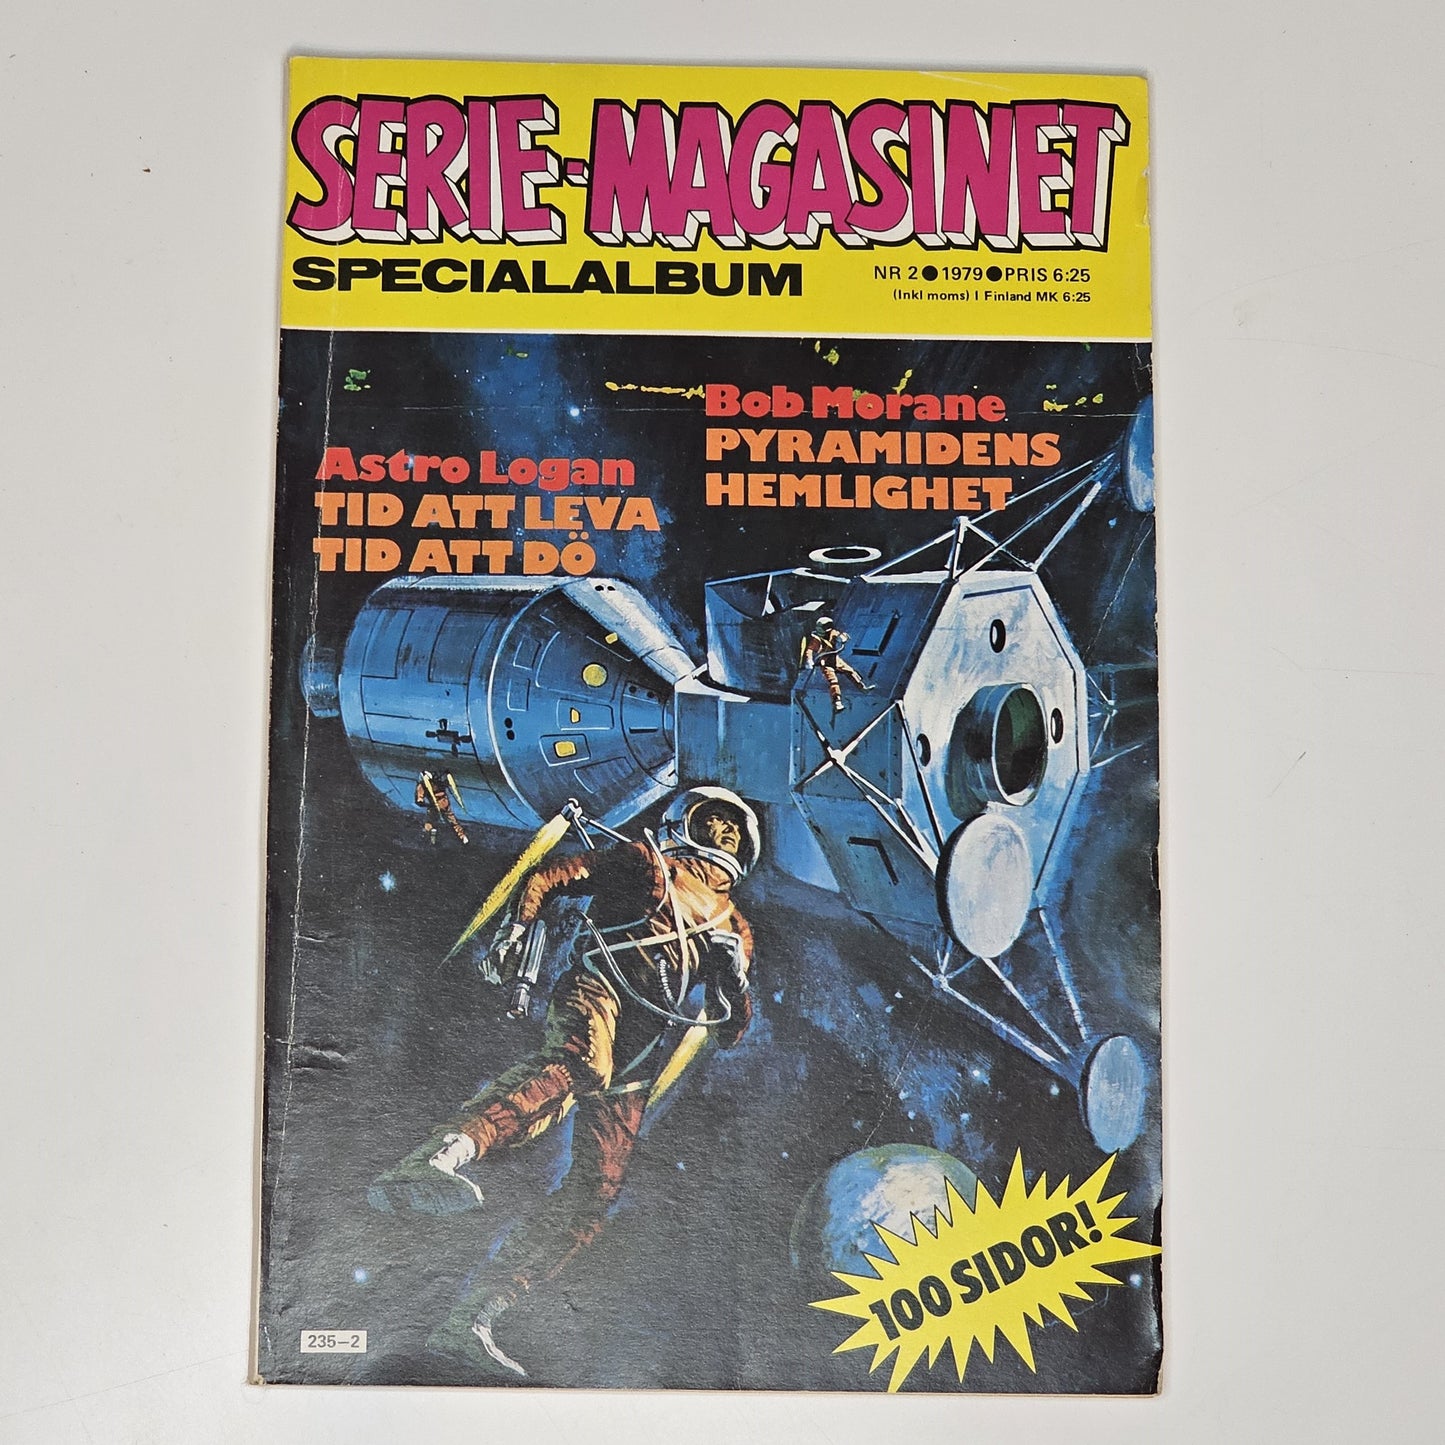 SERIE-MAGASINET
SPECIALALBUM
NR 2●1979●PRIS 6:25
(Inkl moms) I Finland MK 6:25
Bob Morane
PYRAMIDENS
HEMLIGHET
Astro Logan
TID ATT LEVA
TID ATT DÖ
100 SIDOR!
235-2